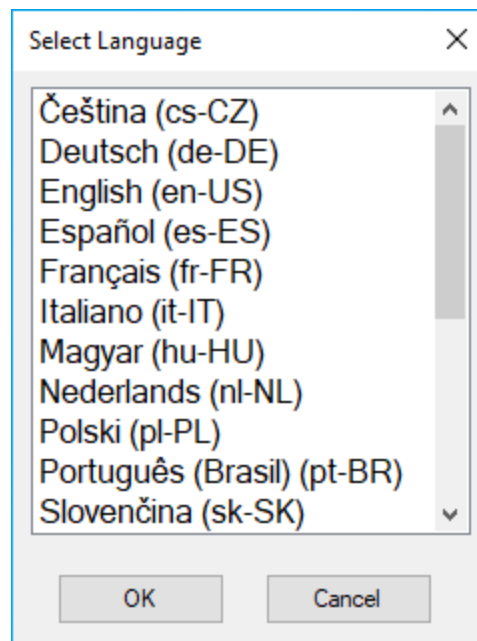 Select Language
Čeština (cs-CZ)
Deutsch (de-DE)
English (en-US)
Español (es-ES)
Français (fr-FR)
Italiano (it-IT)
Magyar (hu-HU)
Nederlands (nl-NL)
Polski (pl-PL)
Português (Brasil) (pt-BR)
Slovenčina (sk-SK)
OK Cancel